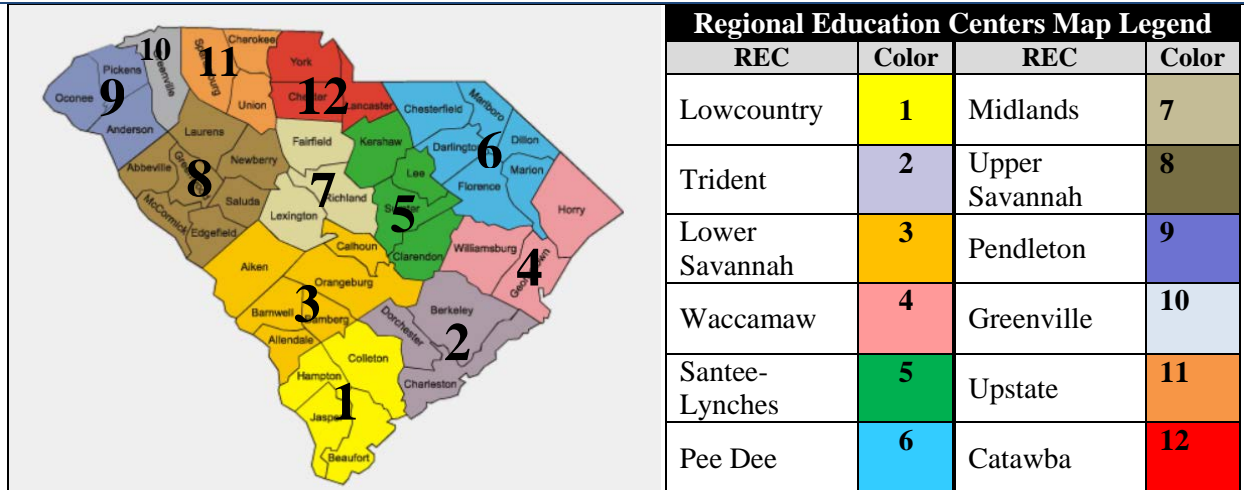 10
11
Cherokee
Spartanburg
Greenville
York
12
Pickens
Oconee
9
Anderson
Union
Chester
Lancaster
Chesterfield
Marlboro
Laurens
Fairfield
Kershaw
Darlington
6
Dillon
Abbeville
Greenwood
8
Newberry
Lee
Marion
Florence
McCormick
Saluda
7
Richland
Lexington
Sumter
5
Horry
Edgefield
Calhoun
Clarendon
Williamsburg
4
Georgetown
Aiken
Orangeburg
3
Barnwell
Bamberg
Berkeley
Dorchester
2
Allendale
Colleton
Hampton
Charleston
1
Jasper
Beaufort
Regional Education Centers Map Legend
REC Color REC Color
Lowcountry 1 Midlands 7
Trident 2 Upper
Savannah 8
Lower
Savannah 3 Pendleton 9
Waccamaw 4 Greenville 10
Santee-
Lynches 5 Upstate 11
Pee Dee 6 Catawba 12